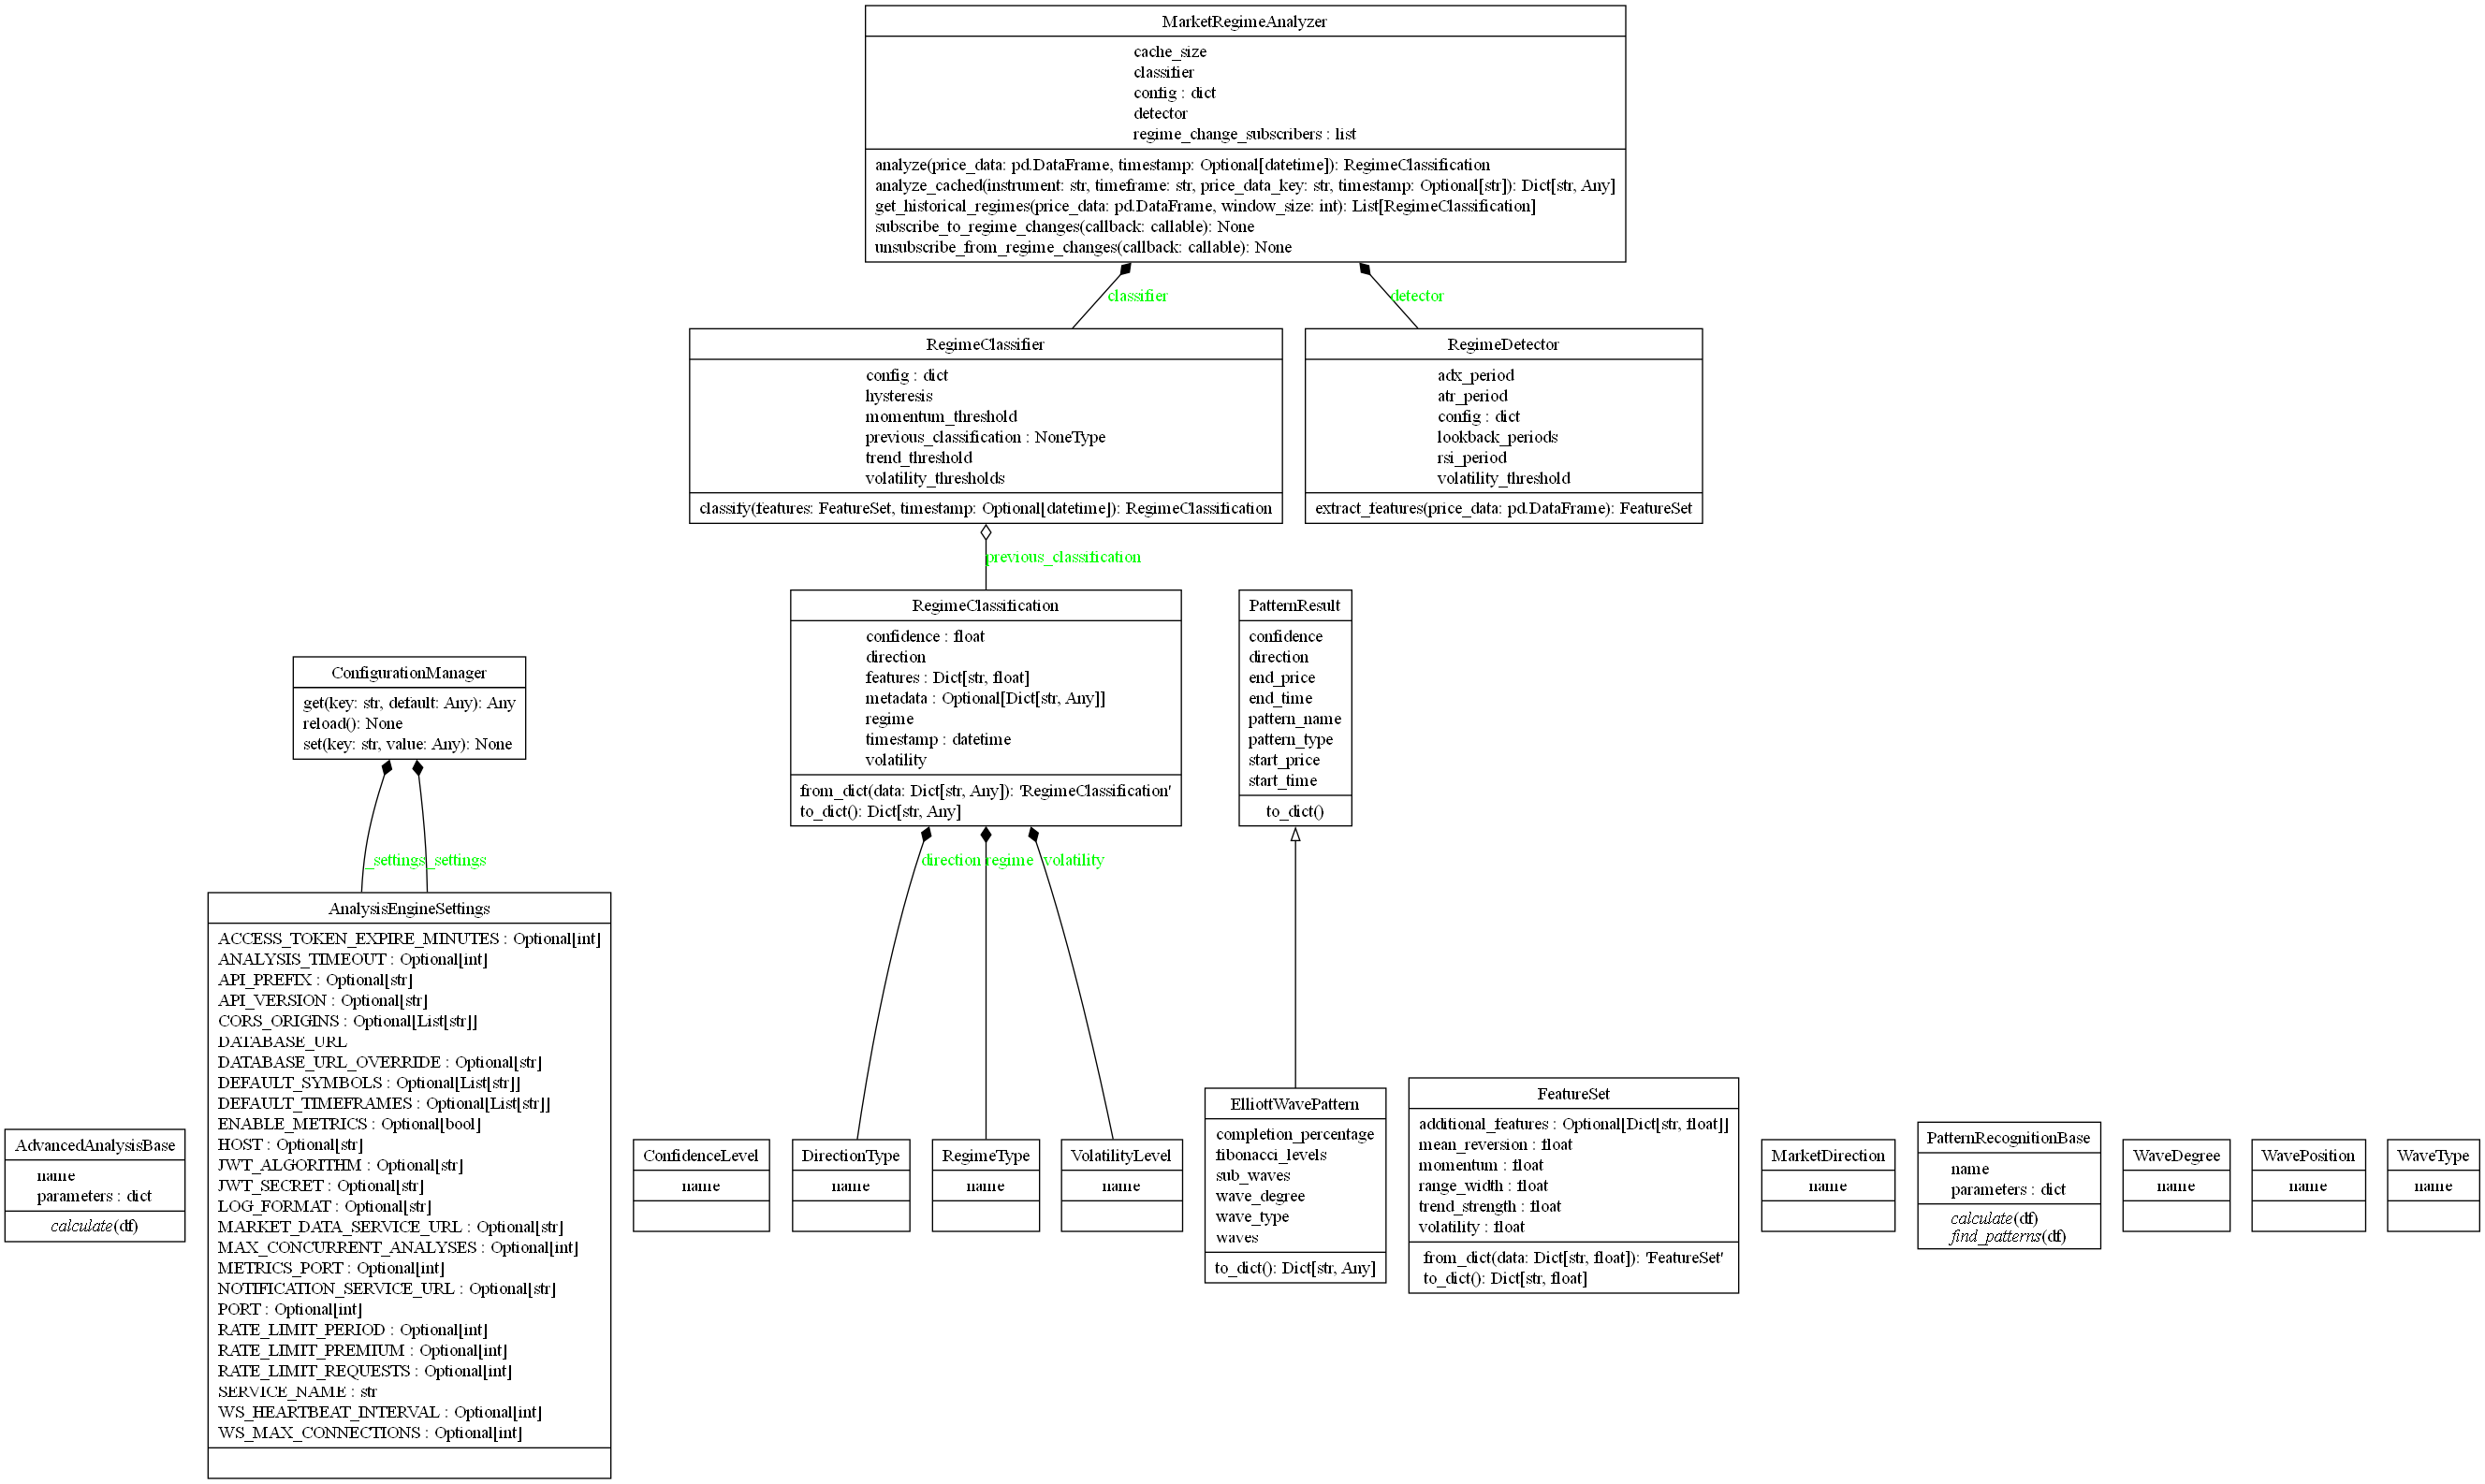 MarketRegimeAnalyzer
cache_size
classifier
config : dict
detector
regime_change_subscribers : list
analyze(price_data: pd.DataFrame, timestamp: Optional[datetime]): RegimeClassification
analyze_cached(instrument: str, timeframe: str, price_data_key: str, timestamp: Optional[str]): Dict[str, Any]
get_historical_regimes(price_data: pd.DataFrame, window_size: int): List[RegimeClassification]
subscribe_to_regime_changes(callback: callable): None
unsubscribe_from_regime_changes(callback: callable): None
classifier
detector
RegimeClassifier
config : dict
hysteresis
momentum_threshold
previous_classification : NoneType
trend_threshold
volatility_thresholds
classify(features: FeatureSet, timestamp: Optional[datetime]): RegimeClassification
RegimeDetector
adx_period
atr_period
config : dict
lookback_periods
rsi_period
volatility_threshold
extract_features(price_data: pd.DataFrame): FeatureSet
previous_classification
ConfigurationManager
get(key: str, default: Any): Any
reload(): None
set(key: str, value: Any): None
RegimeClassification
confidence : float
direction
features : Dict[str, float]
metadata : Optional[Dict[str, Any]]
regime
timestamp : datetime
volatility
from_dict(data: Dict[str, Any]): 'RegimeClassification'
to_dict(): Dict[str, Any]
PatternResult
confidence
direction
end_price
end_time
pattern_name
pattern_type
start_price
start_time
to_dict()
_settings
_settings
direction
regime
volatility
AdvancedAnalysisBase
name
parameters : dict
calculate(df)
AnalysisEngineSettings
ACCESS_TOKEN_EXPIRE_MINUTES : Optional[int]
ANALYSIS_TIMEOUT : Optional[int]
API_PREFIX : Optional[str]
API_VERSION : Optional[str]
CORS_ORIGINS : Optional[List[str]]
DATABASE_URL
DATABASE_URL_OVERRIDE : Optional[str]
DEFAULT_SYMBOLS : Optional[List[str]]
DEFAULT_TIMEFRAMES : Optional[List[str]]
ENABLE_METRICS : Optional[bool]
HOST : Optional[str]
JWT_ALGORITHM : Optional[str]
JWT_SECRET : Optional[str]
LOG_FORMAT : Optional[str]
MARKET_DATA_SERVICE_URL : Optional[str]
MAX_CONCURRENT_ANALYSES : Optional[int]
METRICS_PORT : Optional[int]
NOTIFICATION_SERVICE_URL : Optional[str]
PORT : Optional[int]
RATE_LIMIT_PERIOD : Optional[int]
RATE_LIMIT_PREMIUM : Optional[int]
RATE_LIMIT_REQUESTS : Optional[int]
SERVICE_NAME : str
WS_HEARTBEAT_INTERVAL : Optional[int]
WS_MAX_CONNECTIONS : Optional[int]
ConfidenceLevel
name
DirectionType
name
RegimeType
name
VolatilityLevel
name
ElliottWavePattern
completion_percentage
fibonacci_levels
sub_waves
wave_degree
wave_type
waves
to_dict(): Dict[str, Any]
FeatureSet
additional_features : Optional[Dict[str, float]]
mean_reversion : float
momentum : float
range_width : float
trend_strength : float
volatility : float
from_dict(data: Dict[str, float]): 'FeatureSet'
to_dict(): Dict[str, float]
MarketDirection
name
PatternRecognitionBase
name
parameters : dict
calculate(df)
find_patterns(df)
WaveDegree
name
WavePosition
name
WaveType
name